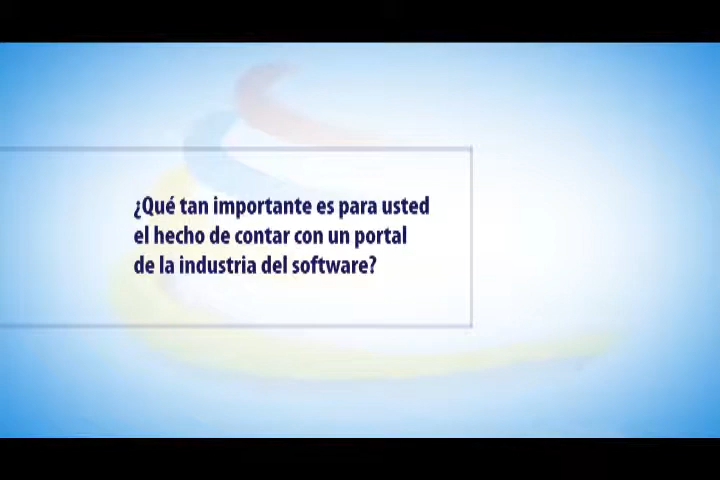 ¿Qué tan importante es para usted
el hecho de contar con un portal
de la industria del software?